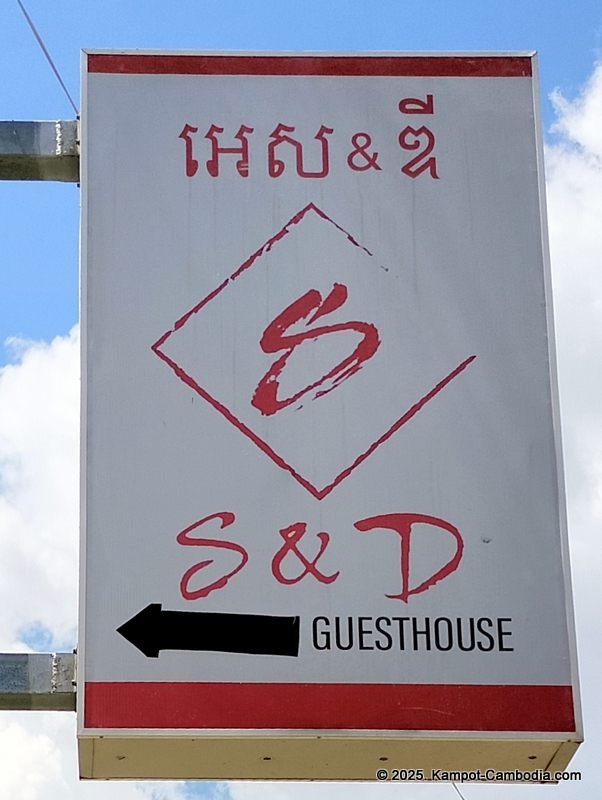 អេស & ឌី
S
S & D
GUESTHOUSE
© 2025. Kampot-Cambodia.com